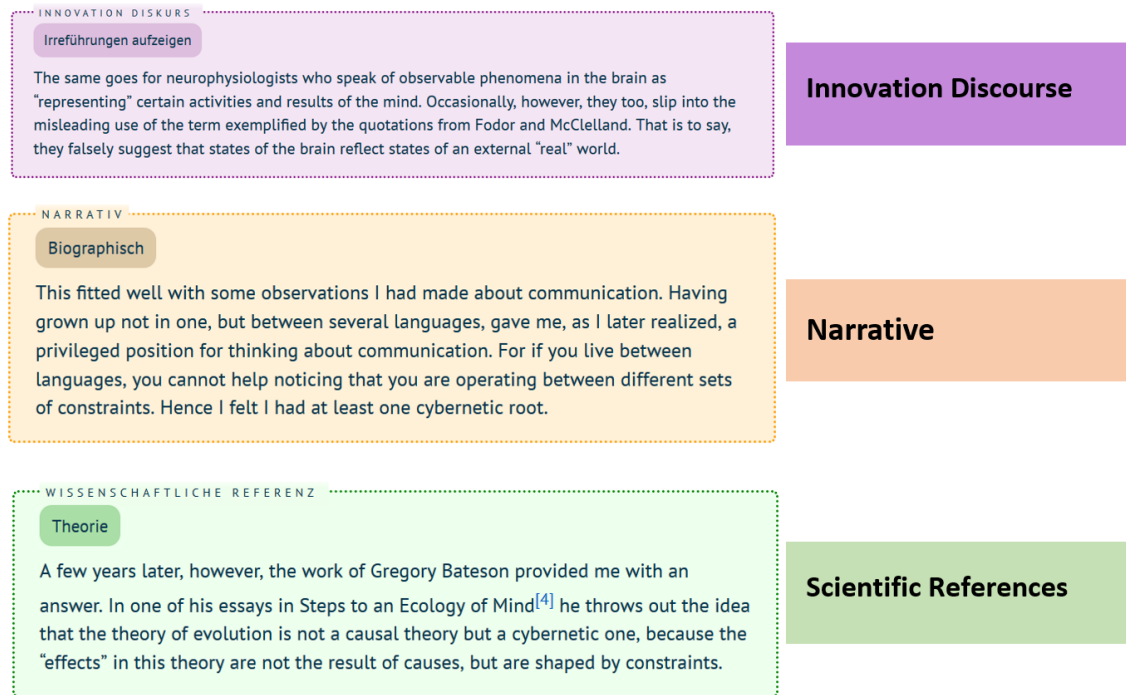 INNOVATION DISKURS
Irreführungen aufzeigen
The same goes for neurophysiologists who speak of observable phenomena in the brain as
“representing” certain activities and results of the mind. Occasionally, however, they too, slip into the
misleading use of the term exemplified by the quotations from Fodor and McClelland. That is to say,
they falsely suggest that states of the brain reflect states of an external “real” world.
Innovation Discourse
NARRATIV
Biographisch
This fitted well with some observations I had made about communication. Having
grown up not in one, but between several languages, gave me, as I later realized, a
privileged position for thinking about communication. For if you live between
languages, you cannot help noticing that you are operating between different sets
of constraints. Hence I felt I had at least one cybernetic root.
Narrative
WISSENSCHAFTLICHE REFERENZ
Theorie
A few years later, however, the work of Gregory Bateson provided me with an
answer. In one of his essays in Steps to an Ecology of Mind[4] he throws out the idea
that the theory of evolution is not a causal theory but a cybernetic one, because the
“effects” in this theory are not the result of causes, but are shaped by constraints.
Scientific References